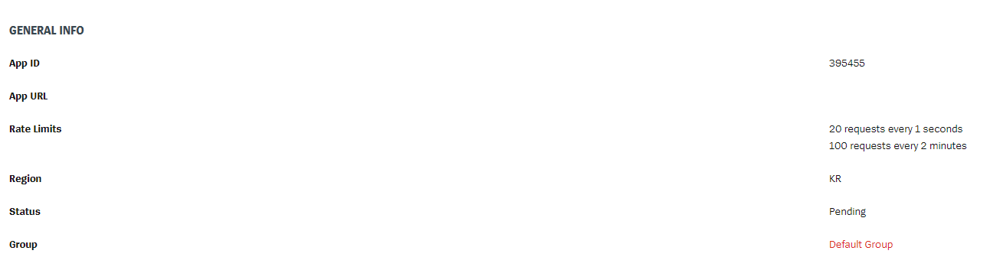 GENERAL INFO
App ID 395455
App URL
Rate Limits 20 requests every 1 seconds
100 requests every 2 minutes
Region KR
Status Pending
Group Default Group